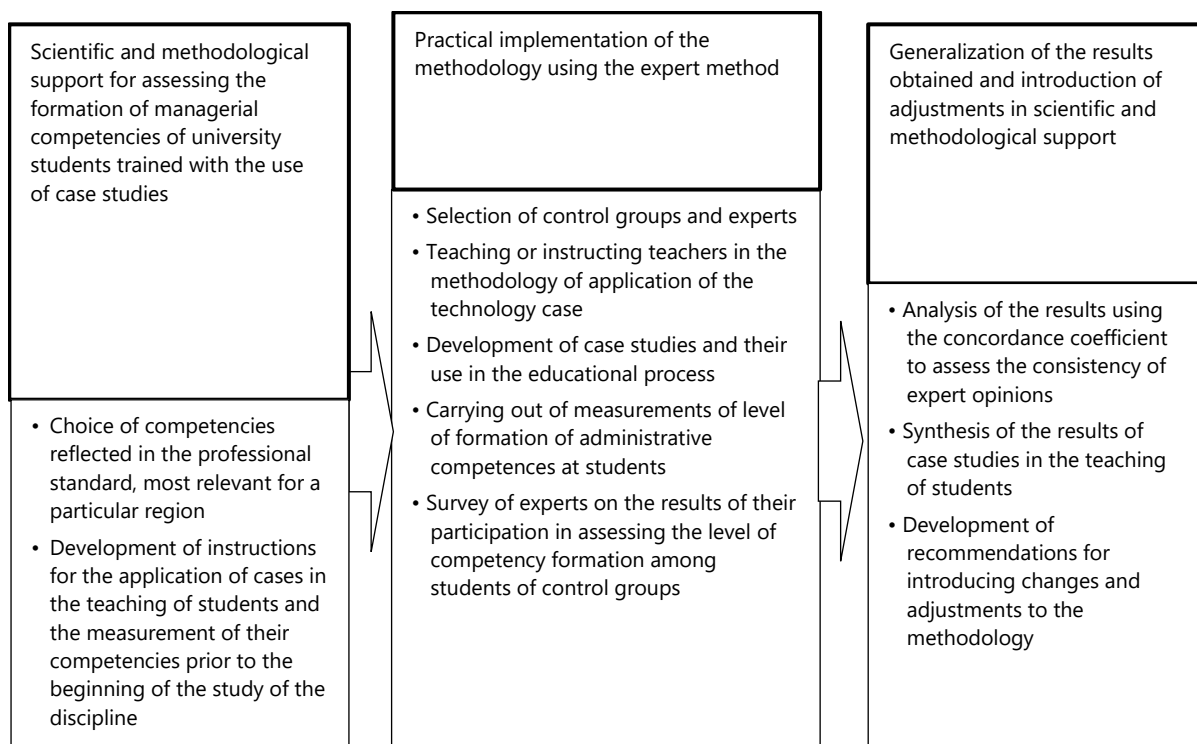 Scientific and methodological
support for assessing the
formation of managerial
competencies of university
students trained with the use
of case studies
• Choice of competencies
reflected in the professional
standard, most relevant for a
particular region
• Development of instructions
for the application of cases in
the teaching of students and
the measurement of their
competencies prior to the
beginning of the study of the
discipline
Practical implementation of the
methodology using the expert method
• Selection of control groups and experts
• Teaching or instructing teachers in the
methodology of application of the
technology case
• Development of case studies and their
use in the educational process
• Carrying out of measurements of level
of formation of administrative
competences at students
• Survey of experts on the results of their
participation in assessing the level of
competency formation among
students of control groups
Generalization of the results
obtained and introduction of
adjustments in scientific and
methodological support
• Analysis of the results using
the concordance coefficient
to assess the consistency of
expert opinions
• Synthesis of the results of
case studies in the teaching
of students
• Development of
recommendations for
introducing changes and
adjustments to the
methodology